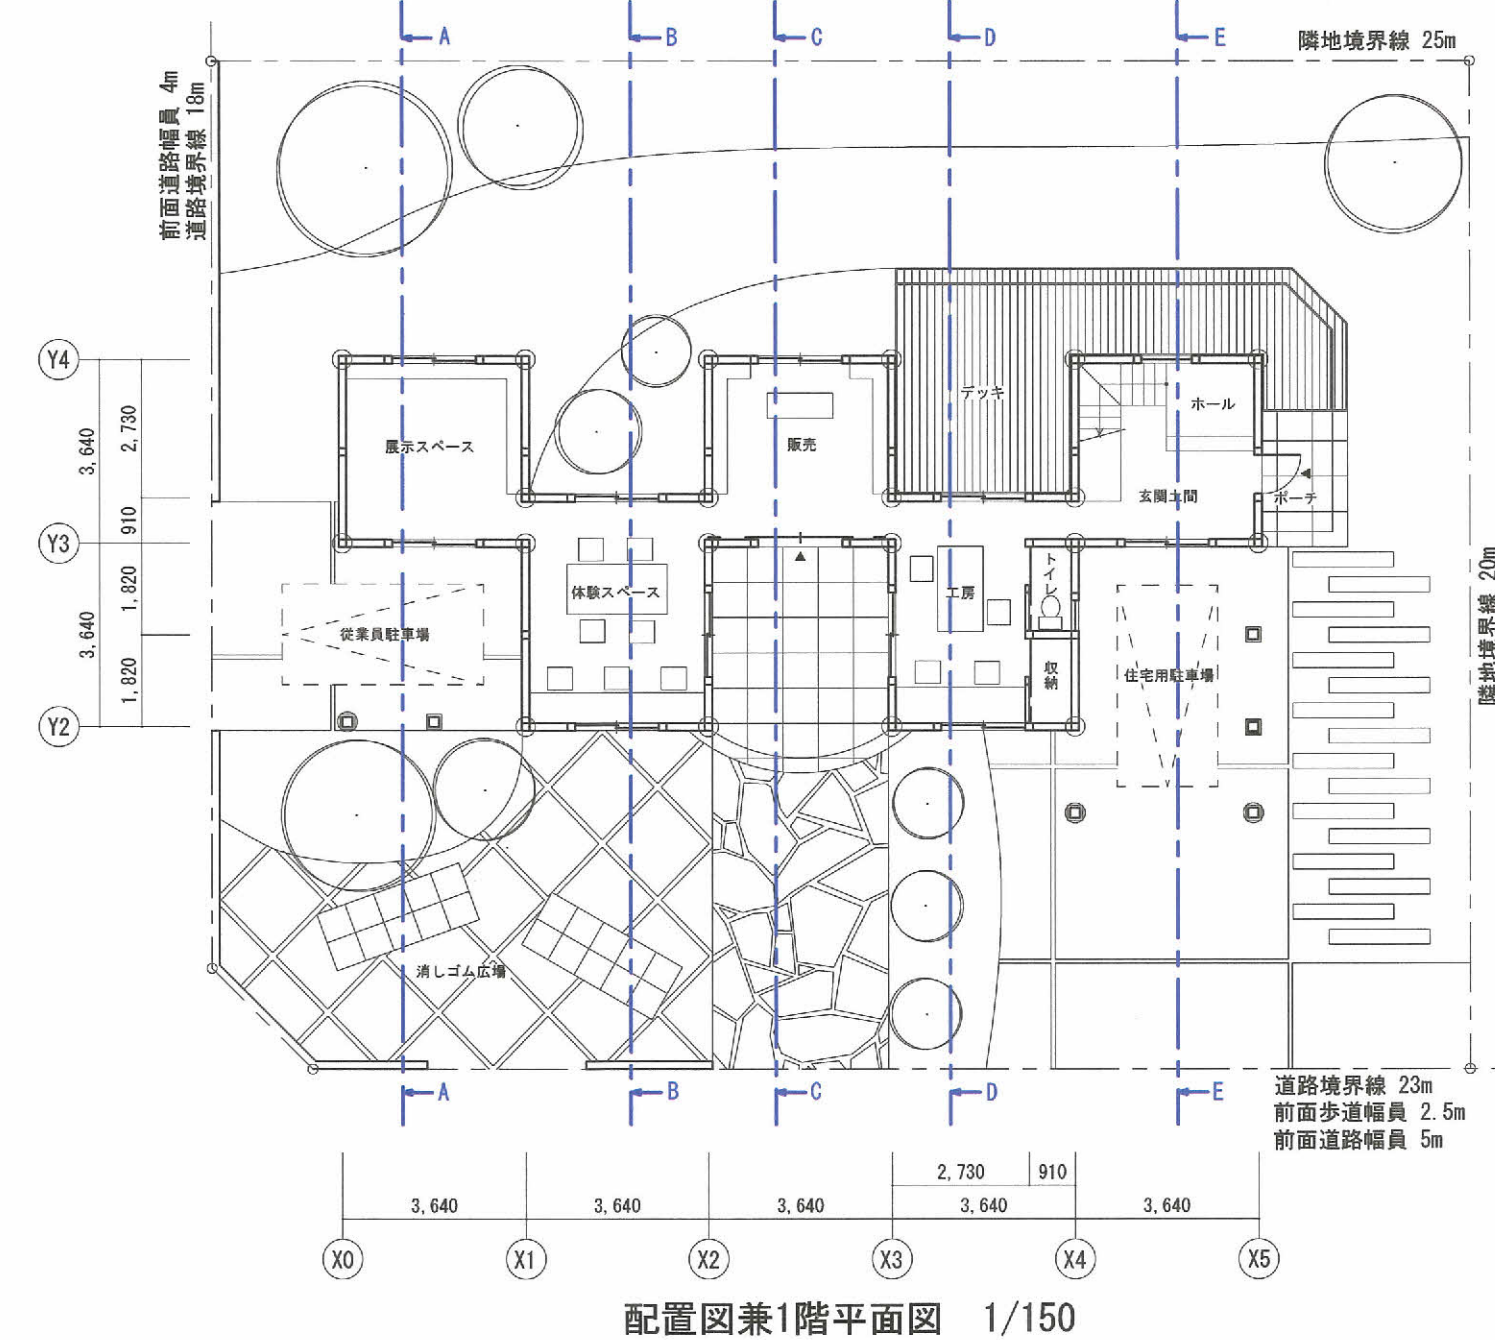 A
B
C
D
E
隣地境界線 25m
前面道路幅員 4m
道路境界線 18m
Y4
Y3
Y2
3,640
3,640
2,730
910
1,820
1,820
展示スペース
販売
デッキ
ホール
玄関土間
ポーチ
体験スペース
工房
トイレ
収納
従業員駐車場
住宅用駐車場
隣地境界線 20m
消しゴム広場
A
B
C
D
E
道路境界線 23m
前面歩道幅員 2.5m
前面道路幅員 5m
2,730
910
3,640
3,640
3,640
3,640
3,640
X0
X1
X2
X3
X4
X5
配置図兼1階平面図 1/150